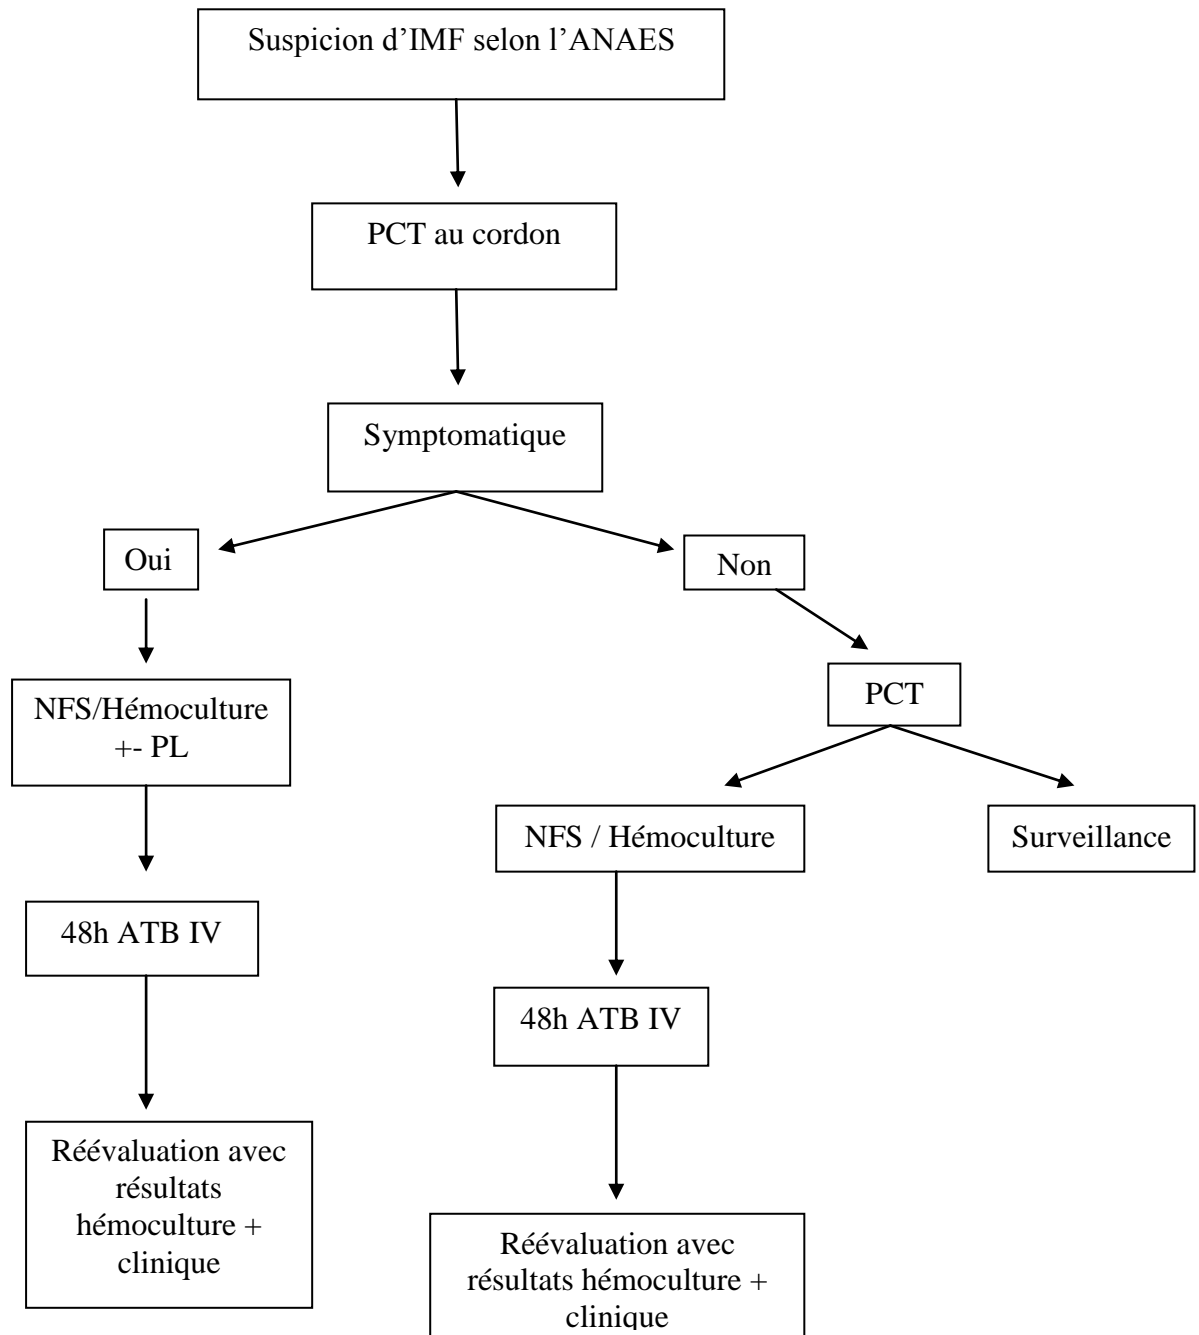 Suspicion d'IMF selon l'ANAES
PCT au cordon
Symptomatique
Oui
Non
NFS/Hémoculture
+- PL
PCT
NFS / Hémoculture
Surveillance
48h ATB IV
48h ATB IV
Réévaluation avec
résultats
hémoculture +
clinique
Réévaluation avec
résultats hémoculture +
clinique